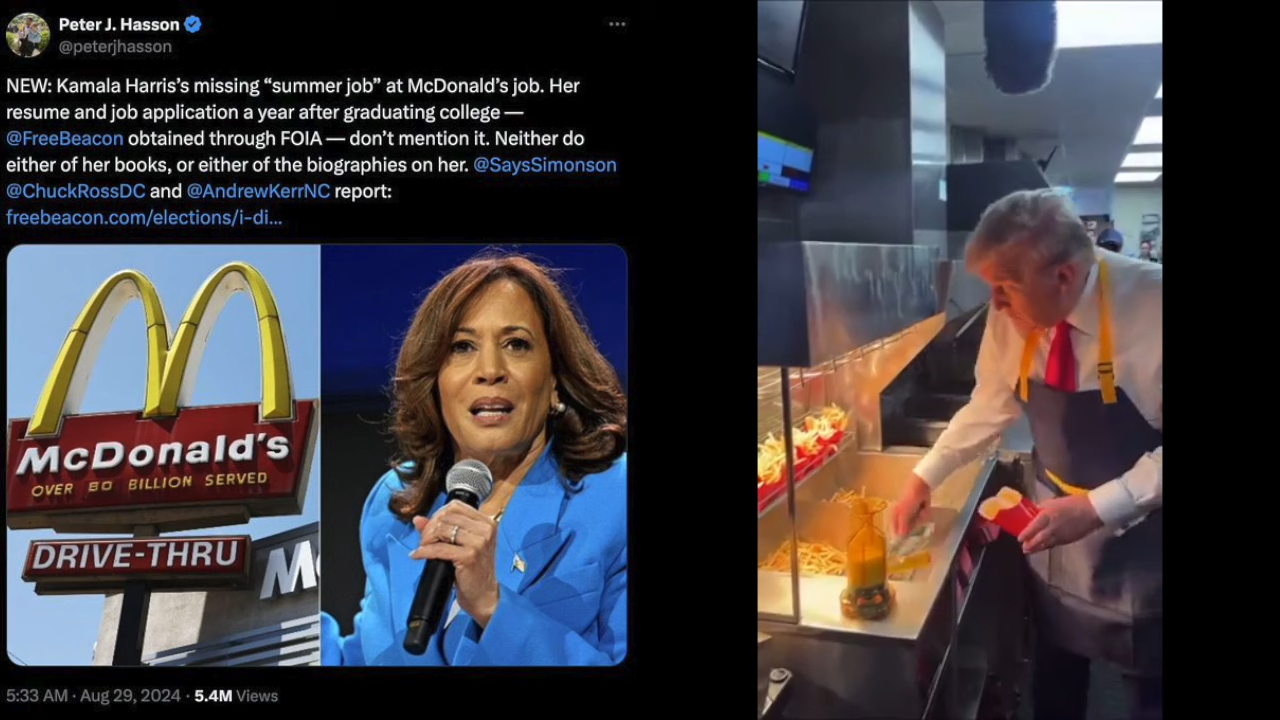 Peter J. Hasson
@peterjhasson
NEW: Kamala Harris’s missing “summer job” at McDonald’s job. Her
resume and job application a year after graduating college —
@FreeBeacon obtained through FOIA — don’t mention it. Neither do
either of her books, or either of the biographies on her. @SaysSimonson
@ChuckRossDC and @AndrewKerrNC report:
freebeacon.com/elections/i-di...
McDonald's
OVER 80 BILLION SERVED
DRIVE-THRU
M
5:33 AM · Aug 29, 2024 · 5.4M Views